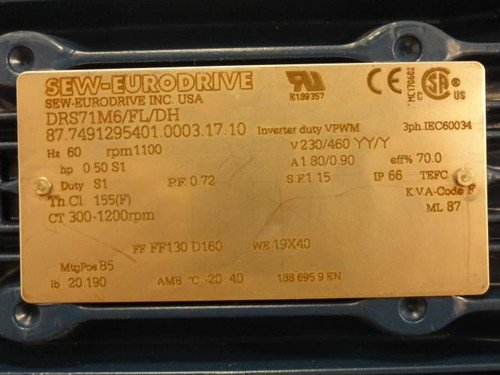 SEW-EURODRIVE
SEW-EURODRIVE INC. USA
DRS71M6/FL/DH
87.7491295401.0003.17.10 Inverter duty VPWM 3ph.IEC60034
Hz 60 rpm 1100 V 230/460 YY/Y
hp 0.50 S1 A 1.80/0.90 eff% 70.0
Duty S1 P.F 0.72 S.F.1.15 IP 66 TEFC
Th.Cl. 155(F) K.V.A-Code F
CT 300-1200rpm ML 87
FF FF130 D160 WE 19X40
MtgPos B5
lb 20.190 AMB °C -20 40 138 695 9 EN
E189357
CE
SA